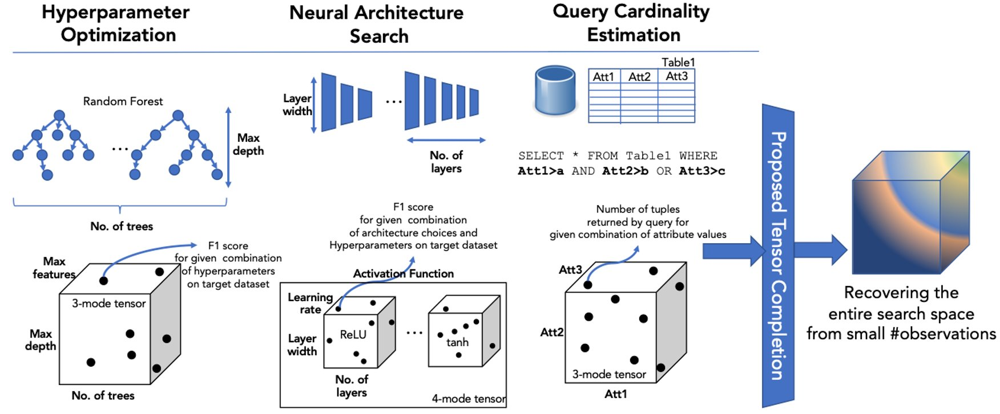 Hyperparameter
Optimization
Neural Architecture
Search
Query Cardinality
Estimation
Random Forest
...
Max
depth
No. of trees
Layer
width
...
No. of
layers
Table1
Att1 Att2 Att3
SELECT * FROM Table1 WHERE
Att1>a AND Att2>b OR Att3>c
F1 score
for given combination
of hyperparameters
on target dataset
Max
features
3-mode tensor
Max
depth
No. of trees
F1 score
for given combination
of architecture choices and
Hyperparameters on target dataset
Activation Function
Learning
rate
Layer
width
ReLU
...
tanh
No. of
layers
4-mode tensor
Number of tuples
returned by query for
given combination of attribute values
Att3
Att2
3-mode tensor
Att1
Proposed Tensor Completion
Recovering the
entire search space
from small #observations